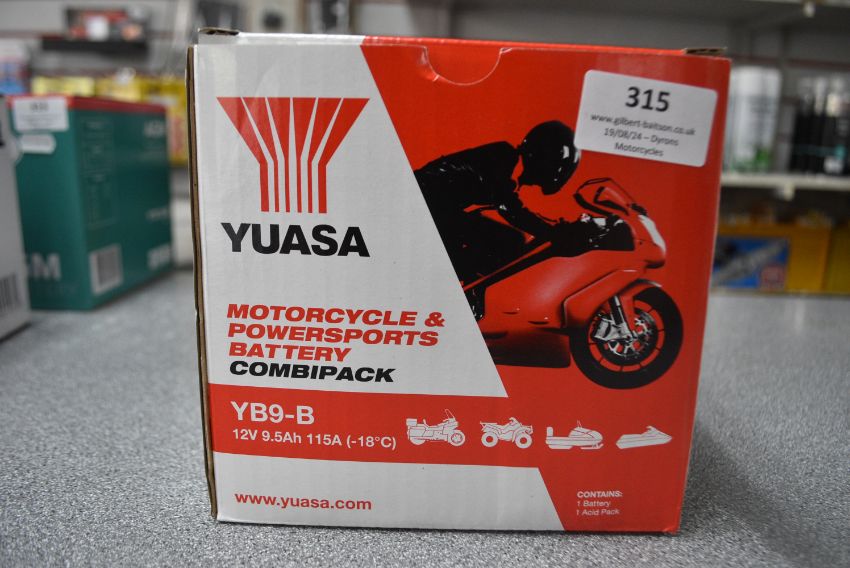 315
www.gilbert-baitson.co.uk
19/08/24 – Dyrons
Motorcycles
YUASA
MOTORCYCLE &
POWERSPORTS
BATTERY
COMBIPACK
YB9-B
12V 9.5Ah 115A (-18°C)
www.yuasa.com
CONTAINS:
1 Battery
1 Acid Pack